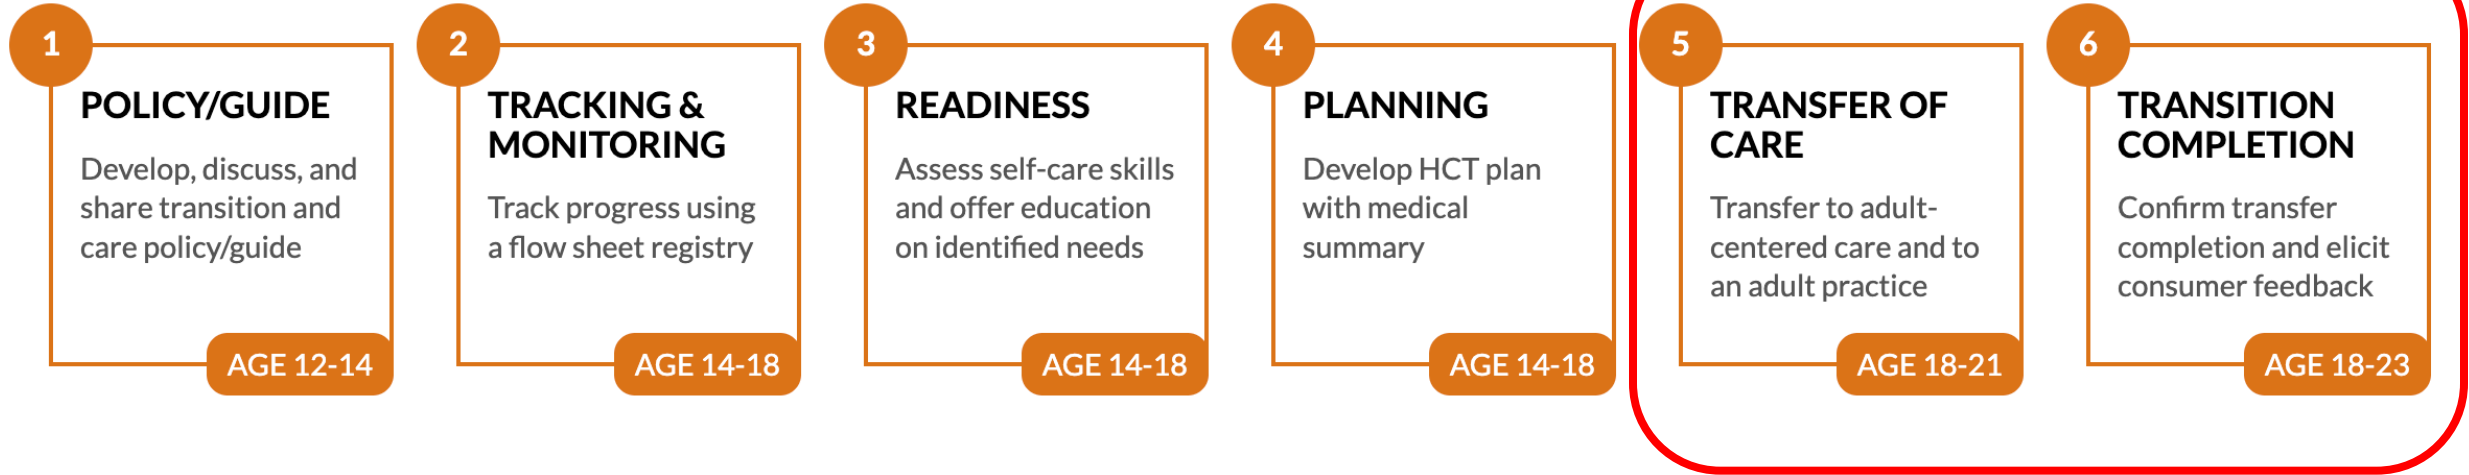 1
POLICY/GUIDE
Develop, discuss, and
share transition and
care policy/guide
AGE 12-14
2
TRACKING &
MONITORING
Track progress using
a flow sheet registry
AGE 14-18
3
READINESS
Assess self-care skills
and offer education
on identified needs
AGE 14-18
4
PLANNING
Develop HCT plan
with medical
summary
AGE 14-18
5
TRANSFER OF
CARE
Transfer to adult-
centered care and to
an adult practice
AGE 18-21
6
TRANSITION
COMPLETION
Confirm transfer
completion and elicit
consumer feedback
AGE 18-23